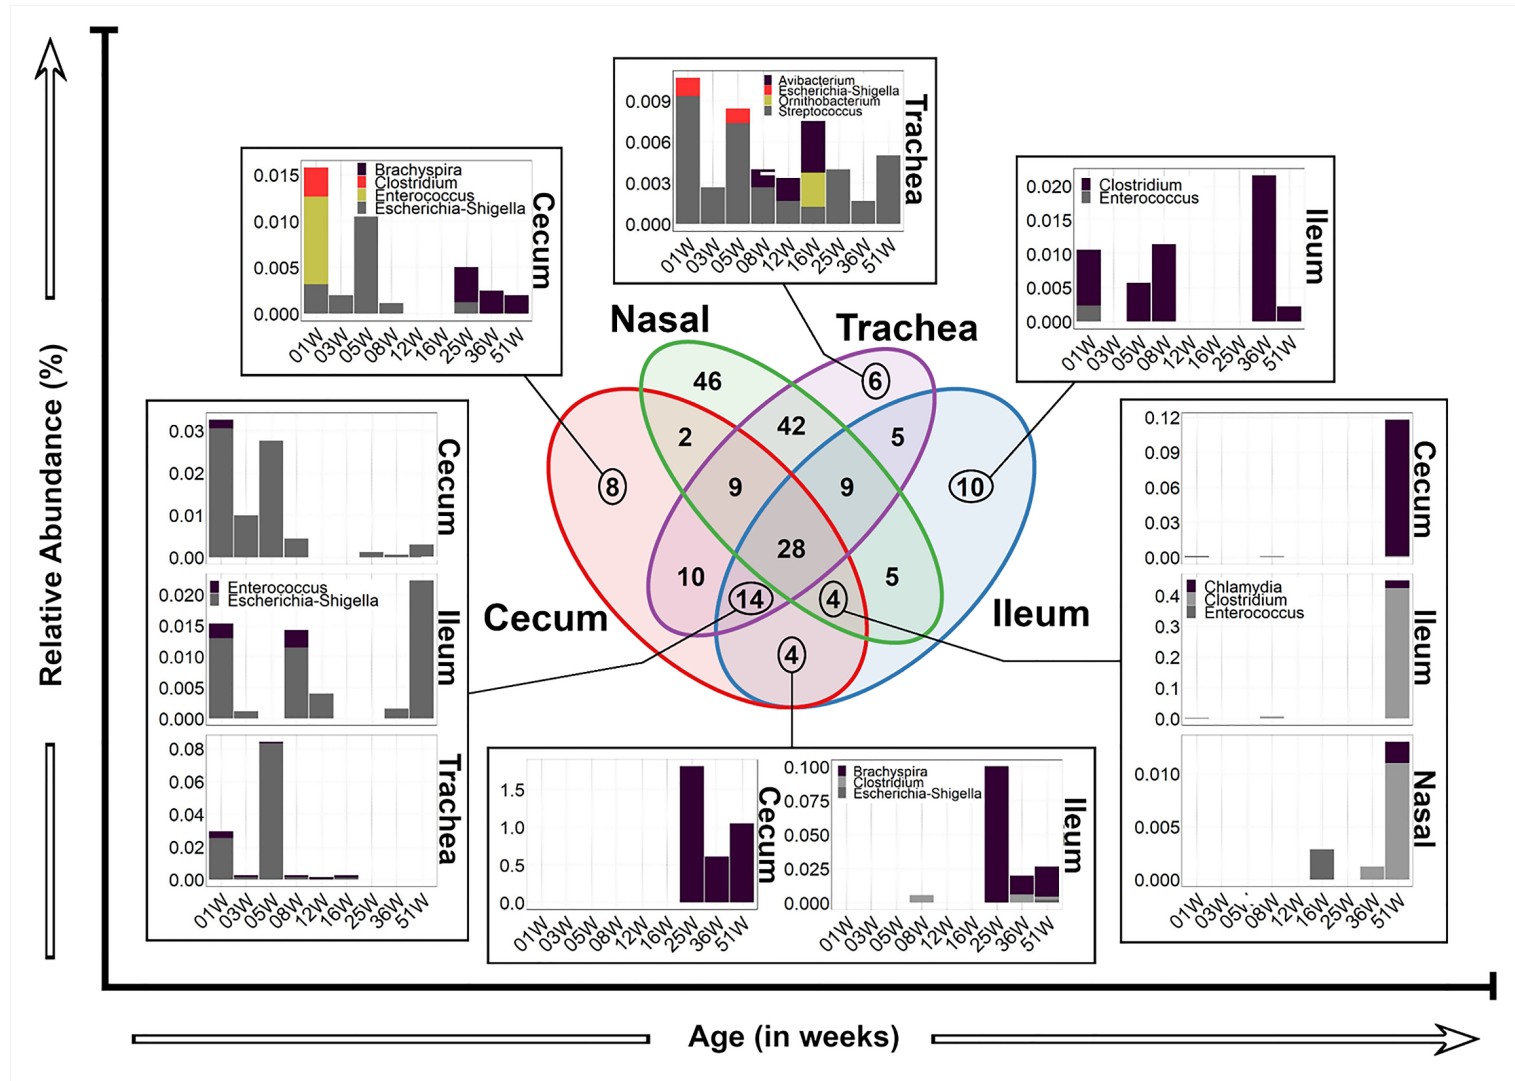 Relative Abundance (%)
Age (in weeks)
0.009
0.006
0.003
0.000
Avibacterium
Escherichia-Shigella
Ornithobacterium
Streptococcus
Trachea
01W 03W 05W 08W 12W 16W 25W 36W 51W
0.015
0.010
0.005
0.000
Brachyspira
Clostridium
Enterococcus
Escherichia-Shigella
Cecum
01W 03W 05W 08W 12W 16W 25W 36W 51W
0.020
0.015
0.010
0.005
0.000
Clostridium
Enterococcus
Ileum
01W 03W 05W 08W 12W 16W 25W 36W 51W
Nasal
Trachea
Cecum
Ileum
46
6
2
42
5
8
9
9
10
28
10
5
14
4
4
0.03
0.02
0.01
0.00
Cecum
Enterococcus
Escherichia-Shigella
0.020
0.015
0.010
0.005
0.000
Ileum
0.08
0.06
0.04
0.02
0.00
Trachea
01W 03W 05W 08W 12W 16W 25W 36W 51W
0.12
0.09
0.06
0.03
0.00
Cecum
Chlamydia
Clostridium
Enterococcus
0.4
0.3
0.2
0.1
0.0
Ileum
0.010
0.005
0.000
Nasal
01W 03W 08W 12W 16W 25W 36W 51W
1.5
1.0
0.5
0.0
Cecum
01W 03W 05W 08W 12W 16W 25W 36W 51W
0.100
0.075
0.050
0.025
0.000
Brachyspira
Clostridium
Escherichia-Shigella
Ileum
01W 03W 05W 08W 12W 16W 25W 36W 51W